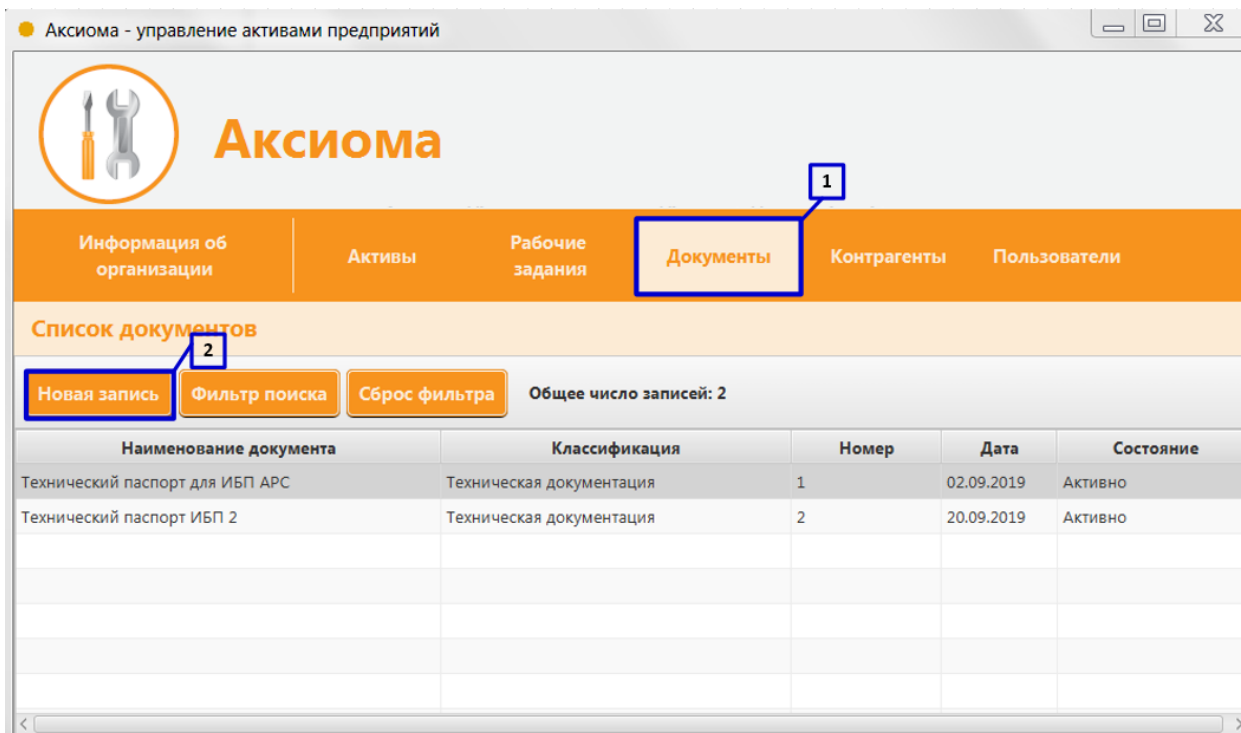 Аксиома - управление активами предприятий
Аксиома
1
Информация об
организации
Активы
Рабочие
задания
Документы
Контрагенты
Пользователи
Список документов
2
Новая запись
Фильтр поиска
Сброс фильтра
Общее число записей: 2
Наименование документа Классификация Номер Дата Состояние
Технический паспорт для ИБП АРС Техническая документация 1 02.09.2019 Активно
Технический паспорт ИБП 2 Техническая документация 2 20.09.2019 Активно